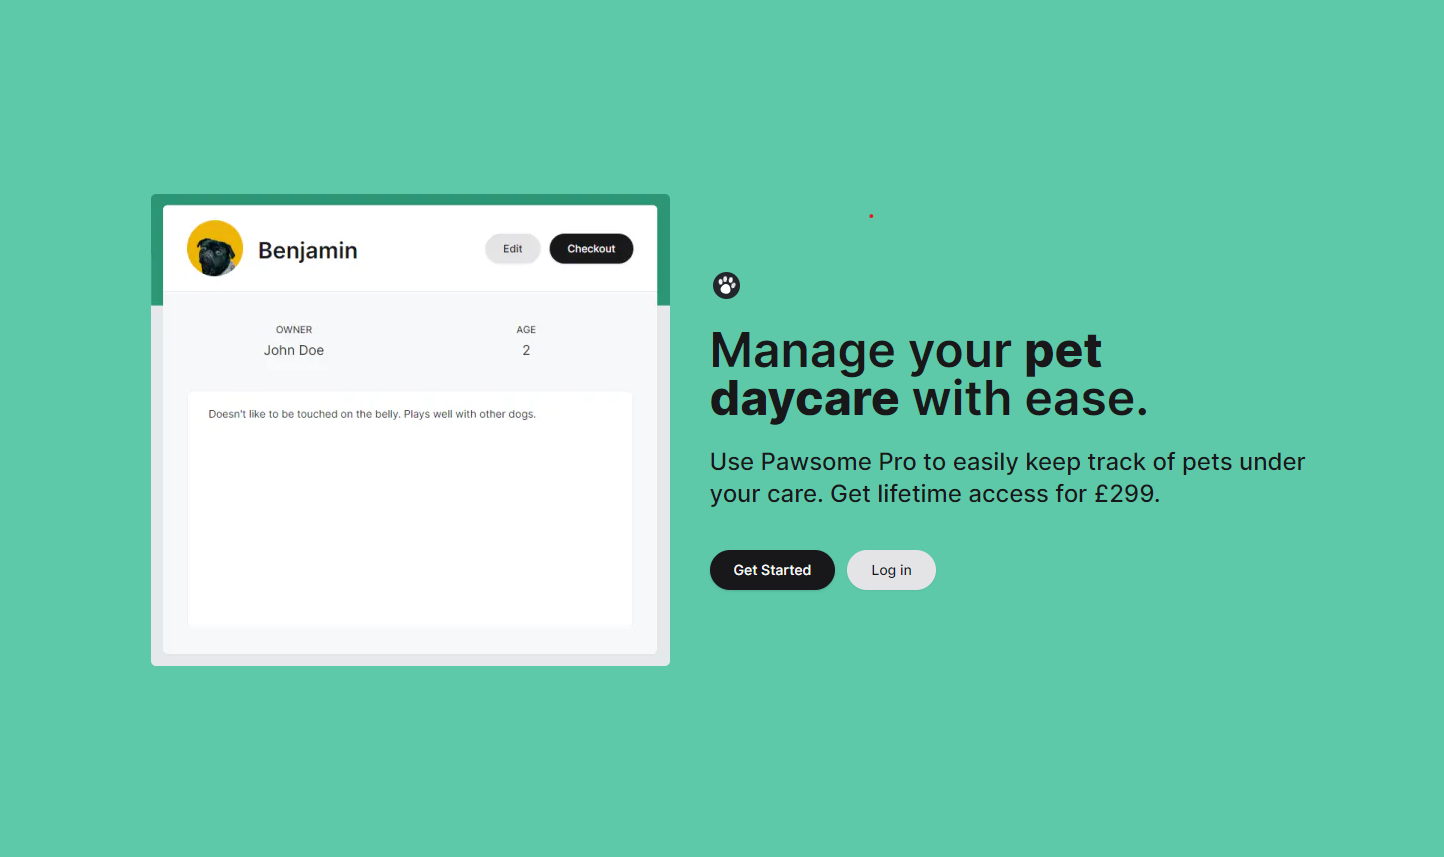 Benjamin
Edit
Checkout
OWNER
AGE
John Doe
2
Doesn't like to be touched on the belly. Plays well with other dogs.
Manage your pet
daycare with ease.
Use Pawsome Pro to easily keep track of pets under
your care. Get lifetime access for £299.
Get Started
Log in